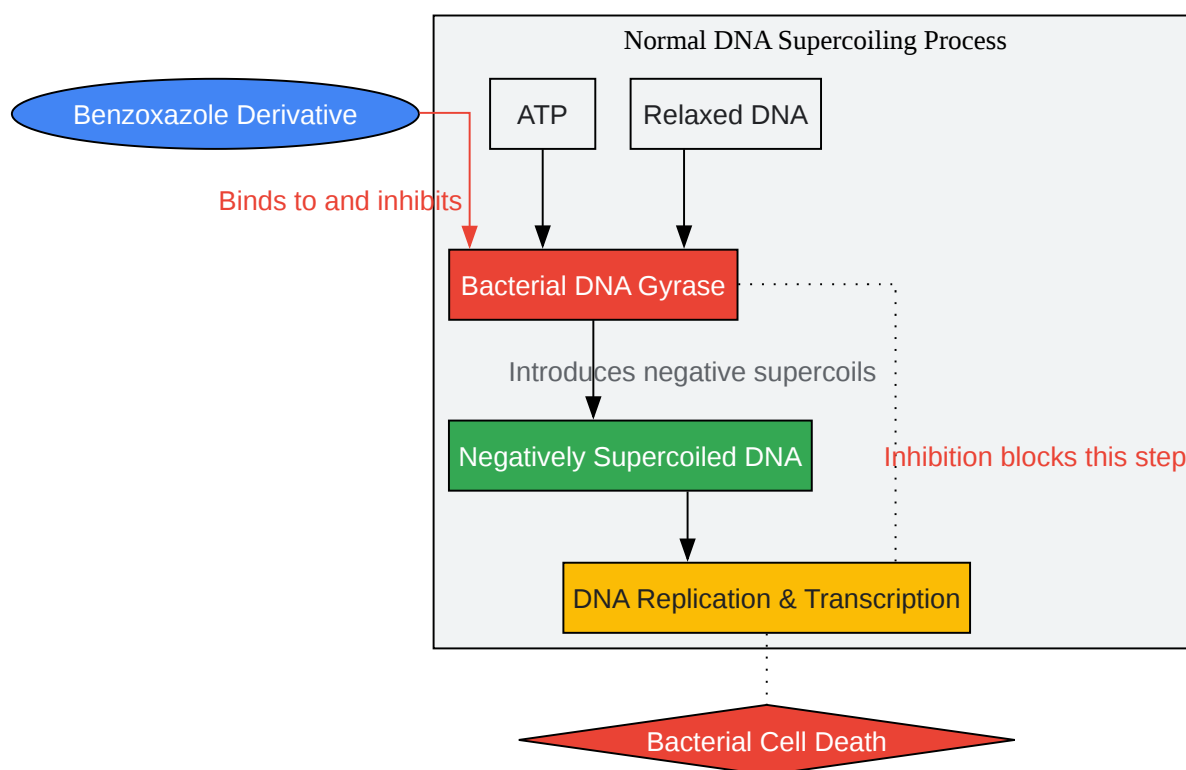 Normal DNA Supercoiling Process
Benzoxazole Derivative
ATP
Relaxed DNA
Binds to and inhibits
Bacterial DNA Gyrase
Introduces negative supercoils
Negatively Supercoiled DNA
Inhibition blocks this step
DNA Replication & Transcription
Bacterial Cell Death